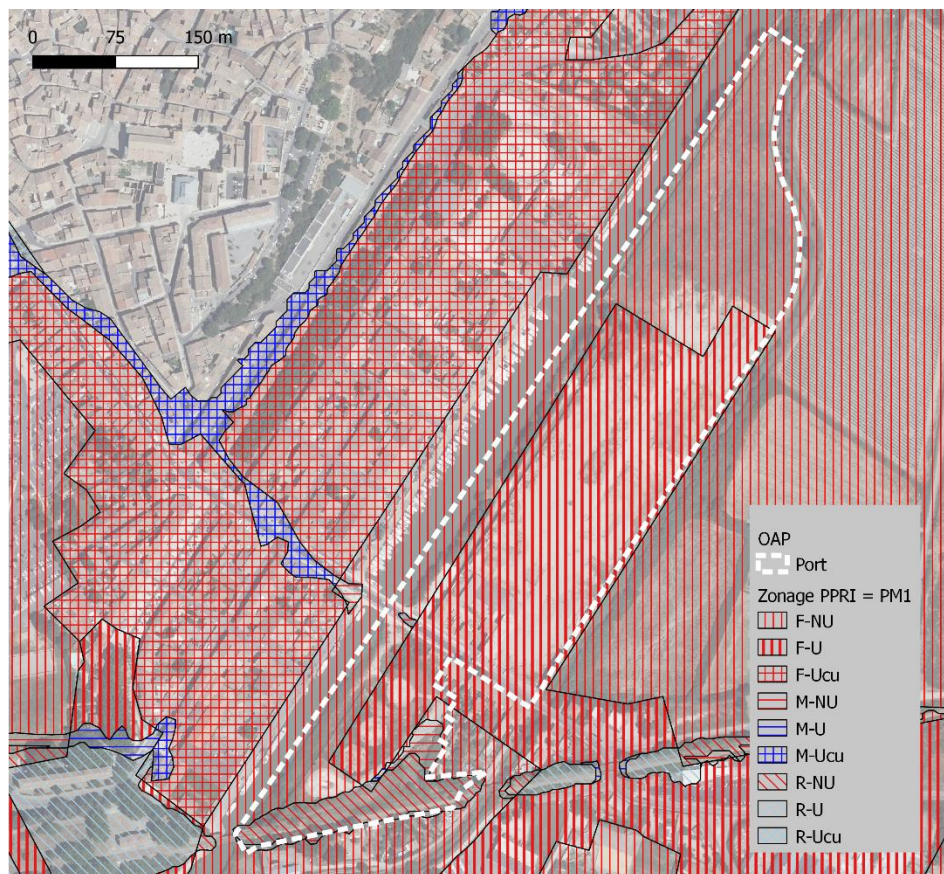 0 75 150 m
OAP
Port
Zonage PPRI = PM1
F-NU
F-U
F-Ucu
M-NU
M-U
M-Ucu
R-NU
R-U
R-Ucu